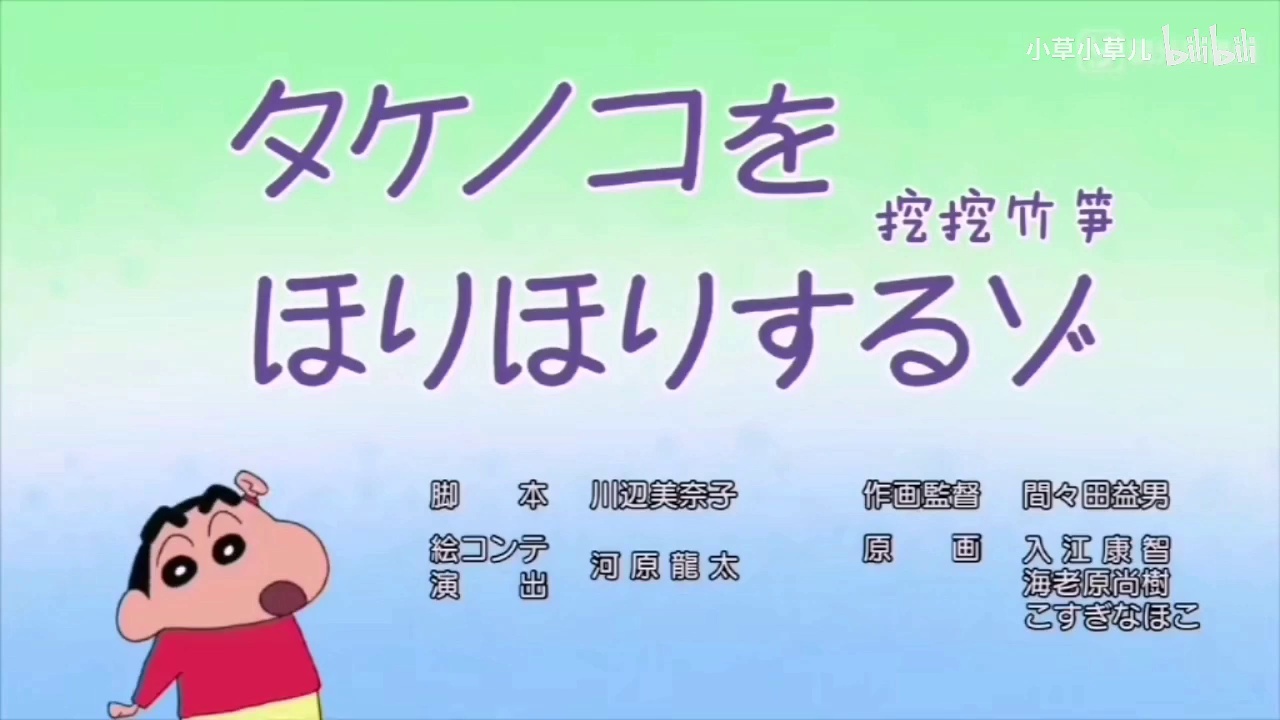 小草小草儿 bilibili
タケノコを
挖挖竹笋
ほりほりするゾ
脚本 川辺美奈子
絵コンテ
演出 河原龍太
作画監督 間々田益男
原画 入江康智
海老原尚樹
こすぎなほこ